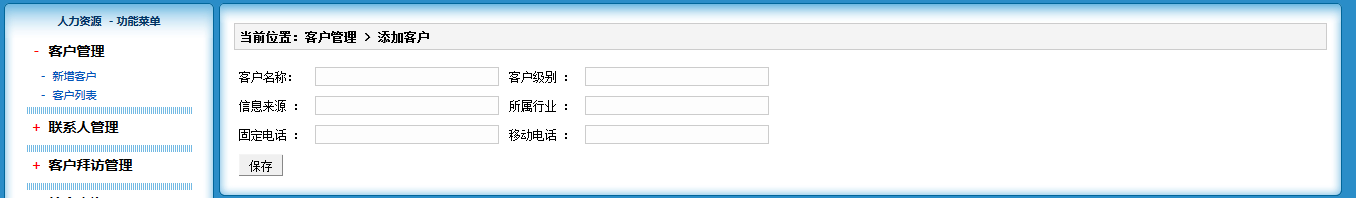 人力资源 - 功能菜单
- 客户管理
- 新增客户
- 客户列表
+ 联系人管理
+ 客户拜访管理
当前位置：客户管理 > 添加客户
客户名称： 客户级别 ：
信息来源 ： 所属行业 ：
固定电话 ： 移动电话 ：
保存